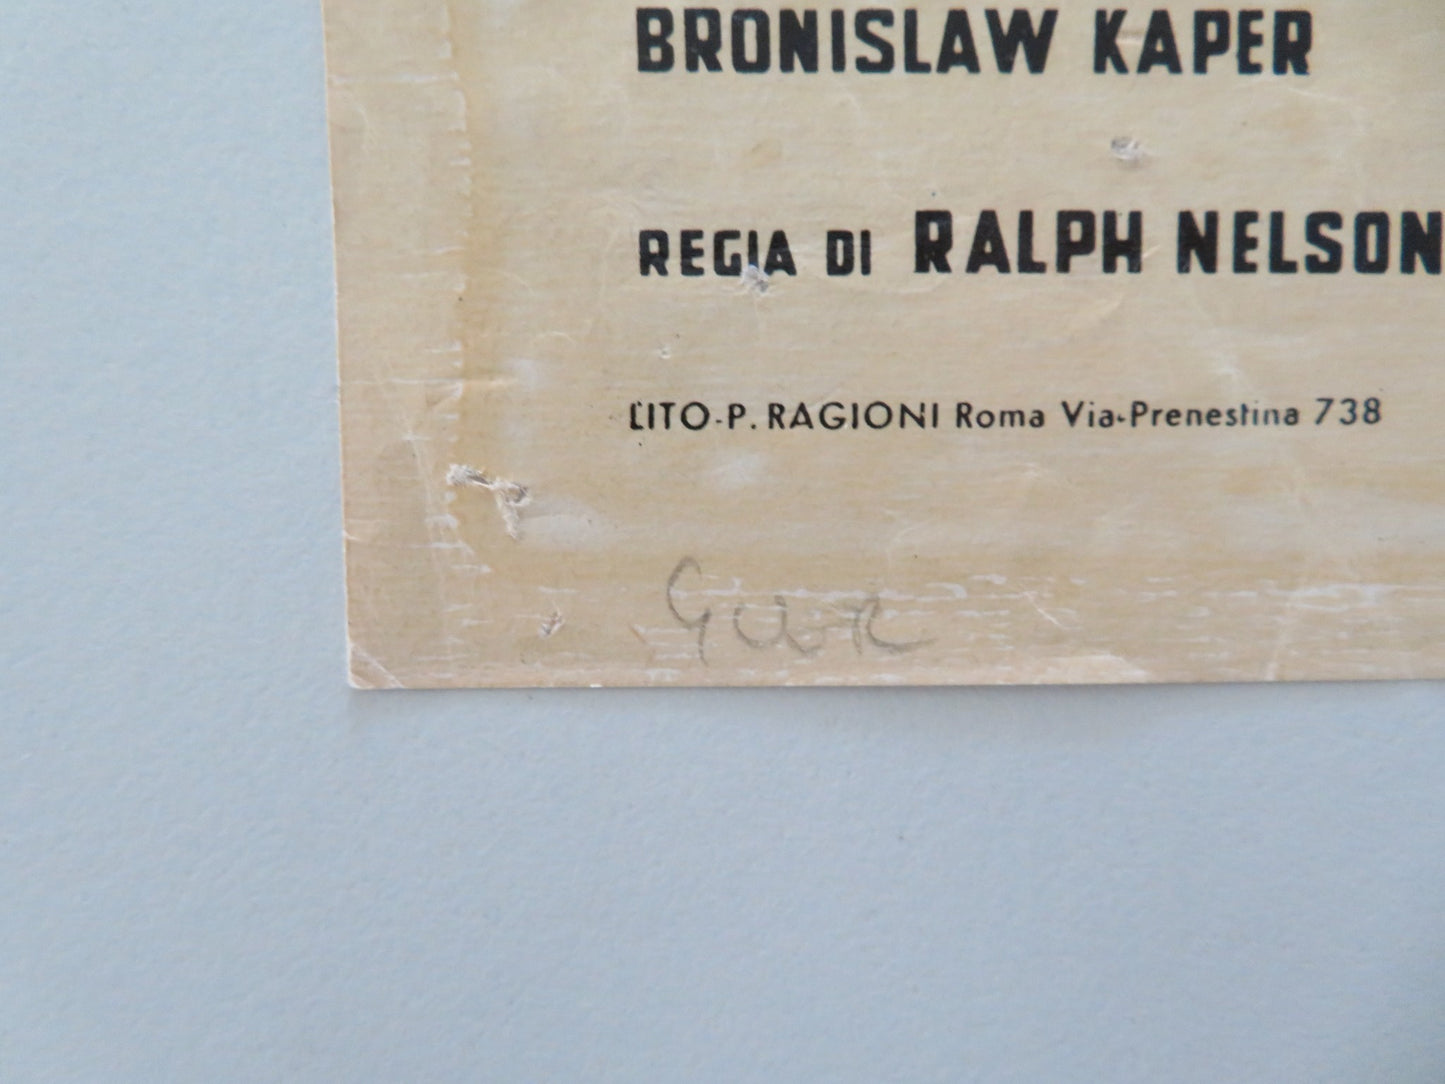 BRONISLAW KAPER
REGIA DI RALPH NELSON
LITO-P. RAGIONI Roma Via-Prenestina 738